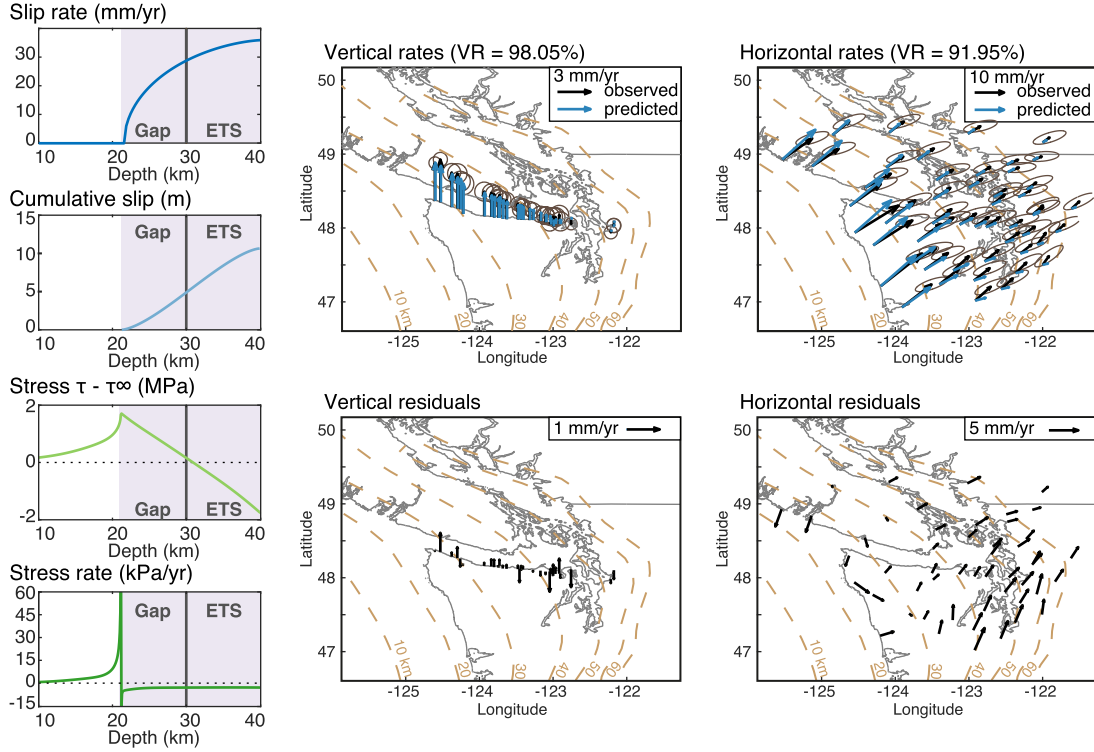 Slip rate (mm/yr)
40
30
20
10
0
Gap
ETS
10
20
30
40
Depth (km)
Cumulative slip (m)
15
10
5
0
Gap
ETS
10
20
30
40
Depth (km)
Stress τ - τ∞ (MPa)
2
0
-2
Gap
ETS
10
20
30
40
Depth (km)
Stress rate (kPa/yr)
60
45
30
15
0
-15
Gap
ETS
10
20
30
40
Depth (km)
Vertical rates (VR = 98.05%)
3 mm/yr
observed
predicted
50
49
48
47
Latitude
10 km
20
30
40
50
60
-125
-124
-123
-122
Longitude
Horizontal rates (VR = 91.95%)
10 mm/yr
observed
predicted
50
49
48
47
Latitude
10 km
20
30
40
50
60
-125
-124
-123
-122
Longitude
Vertical residuals
1 mm/yr
50
49
48
47
Latitude
10 km
20
30
40
50
60
-125
-124
-123
-122
Longitude
Horizontal residuals
5 mm/yr
50
49
48
47
Latitude
10 km
20
30
40
50
60
-125
-124
-123
-122
Longitude